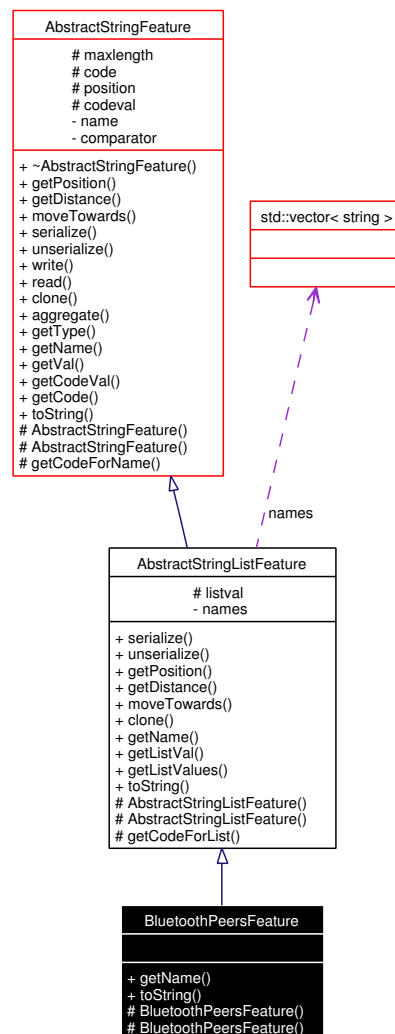 AbstractStringFeature
# maxlength
# code
# position
# codeval
- name
- comparator
+ ~AbstractStringFeature()
+ getPosition()
+ getDistance()
+ moveTowards()
+ serialize()
+ unserialize()
+ write()
+ read()
+ clone()
+ aggregate()
+ getType()
+ getName()
+ getVal()
+ getCodeVal()
+ getCode()
+ toString()
# AbstractStringFeature()
# AbstractStringFeature()
# getCodeForName()
std::vector< string >
names
AbstractStringListFeature
# listval
- names
+ serialize()
+ unserialize()
+ getPosition()
+ getDistance()
+ moveTowards()
+ clone()
+ getName()
+ getListVal()
+ getListValues()
+ toString()
# AbstractStringListFeature()
# AbstractStringListFeature()
# getCodeForList()
BluetoothPeersFeature
+ getName()
+ toString()
# BluetoothPeersFeature()
# BluetoothPeersFeature()